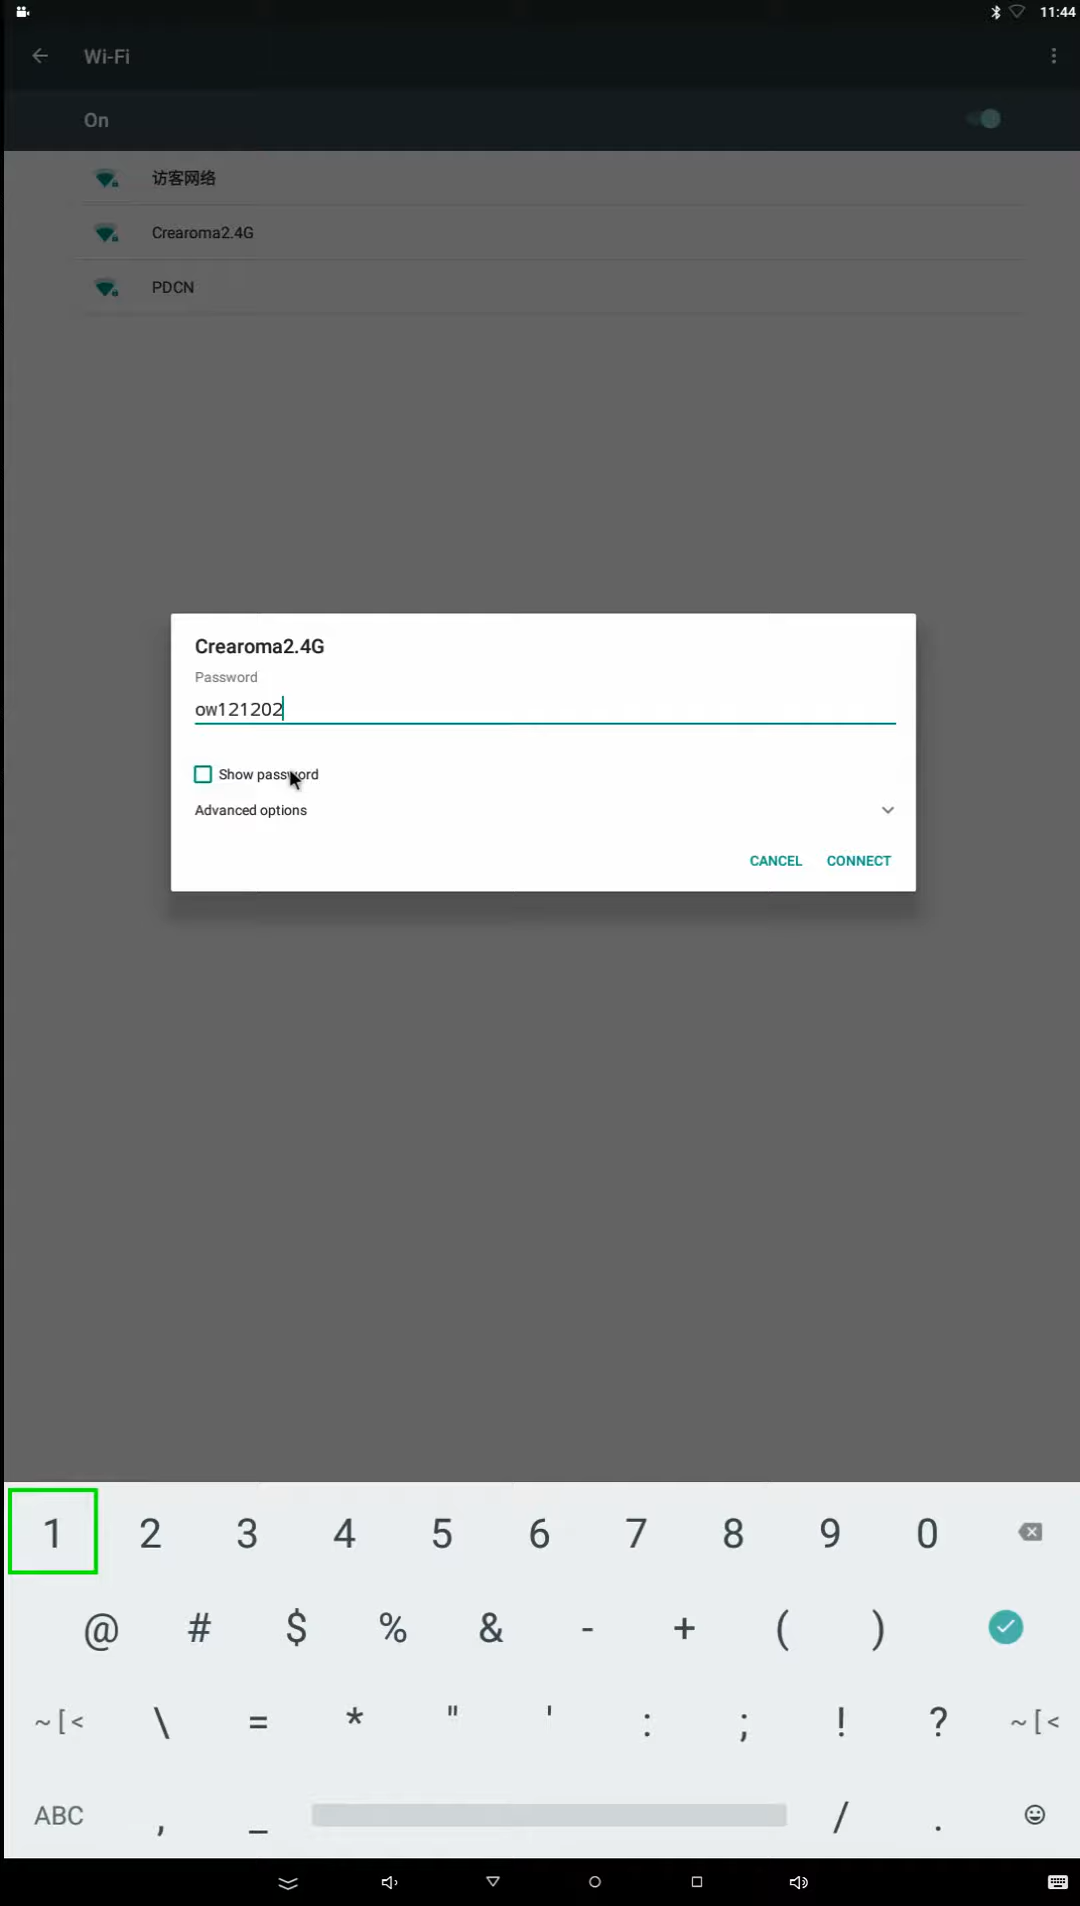 11:44
Wi-Fi
On
访客网络
Crearoma2.4G
PDCN
Crearoma2.4G
Password
ow121202
Show password
Advanced options
CANCEL CONNECT
1 2 3 4 5 6 7 8 9 0
@ # $ % & - + ( )
~[< \ = * " ' : ; ! ? ~[<
ABC , _ / .